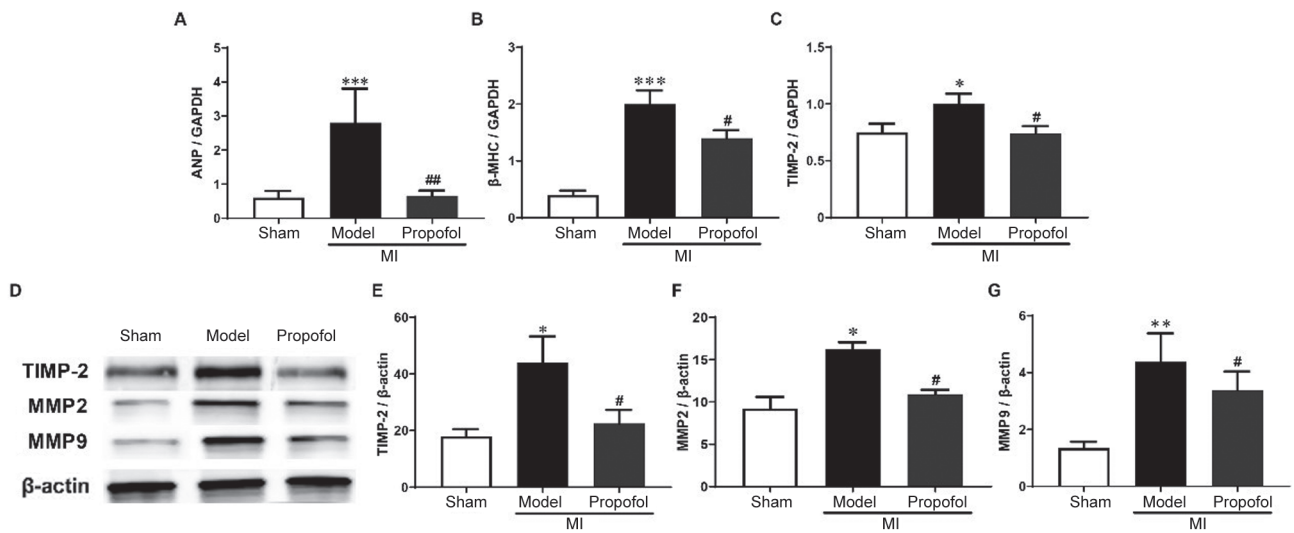 A
ANP / GAPDH
5
4
3
2
1
0
***
##
Sham
Model
Propofol
MI
B
β-MHC / GAPDH
3
2
1
0
***
#
Sham
Model
Propofol
MI
C
TIMP-2 / GAPDH
1.5
1.0
0.5
0
*
#
Sham
Model
Propofol
MI
D
Sham Model Propofol
TIMP-2
MMP2
MMP9
β-actin
E
TIMP-2 / β-actin
60
40
20
0
*
#
Sham
Model
Propofol
MI
F
MMP2 / β-actin
20
15
10
5
0
*
#
Sham
Model
Propofol
MI
G
MMP9 / β-actin
6
4
2
0
**
#
Sham
Model
Propofol
MI